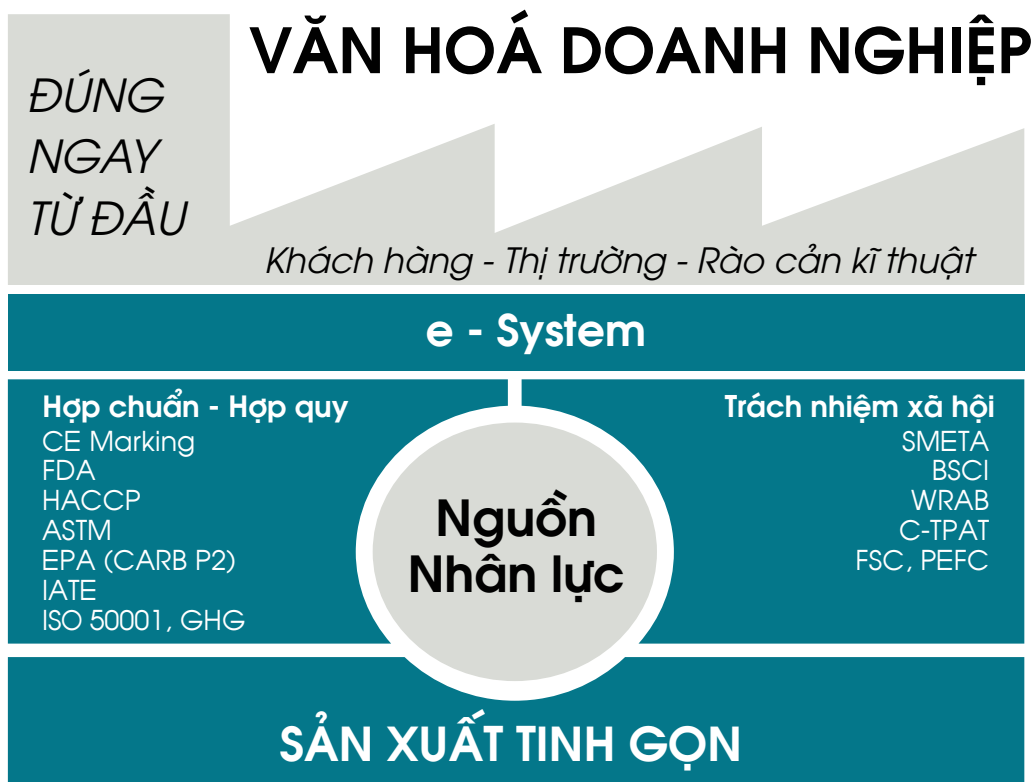 VĂN HOÁ DOANH NGHIỆP
ĐÚNG
NGAY
TỪ ĐẦU
Khách hàng - Thị trường - Rào cản kĩ thuật
e - System
Hợp chuẩn - Hợp quy
CE Marking
FDA
HACCP
ASTM
EPA (CARB P2)
IATE
ISO 50001, GHG
Nguồn
Nhân lực
Trách nhiệm xã hội
SMETA
BSCI
WRAB
C-TPAT
FSC, PEFC
SẢN XUẤT TINH GỌN